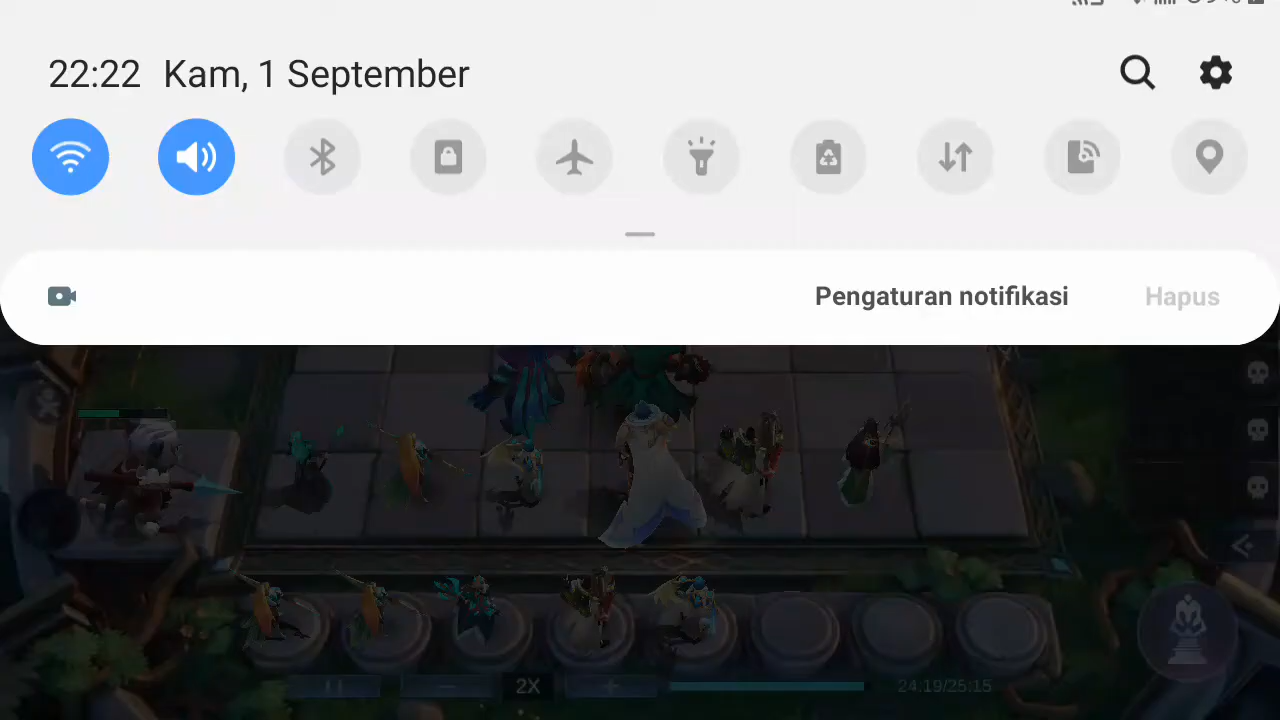 22:22 Kam, 1 September
Pengaturan notifikasi
Hapus
2X
24:19/25:15